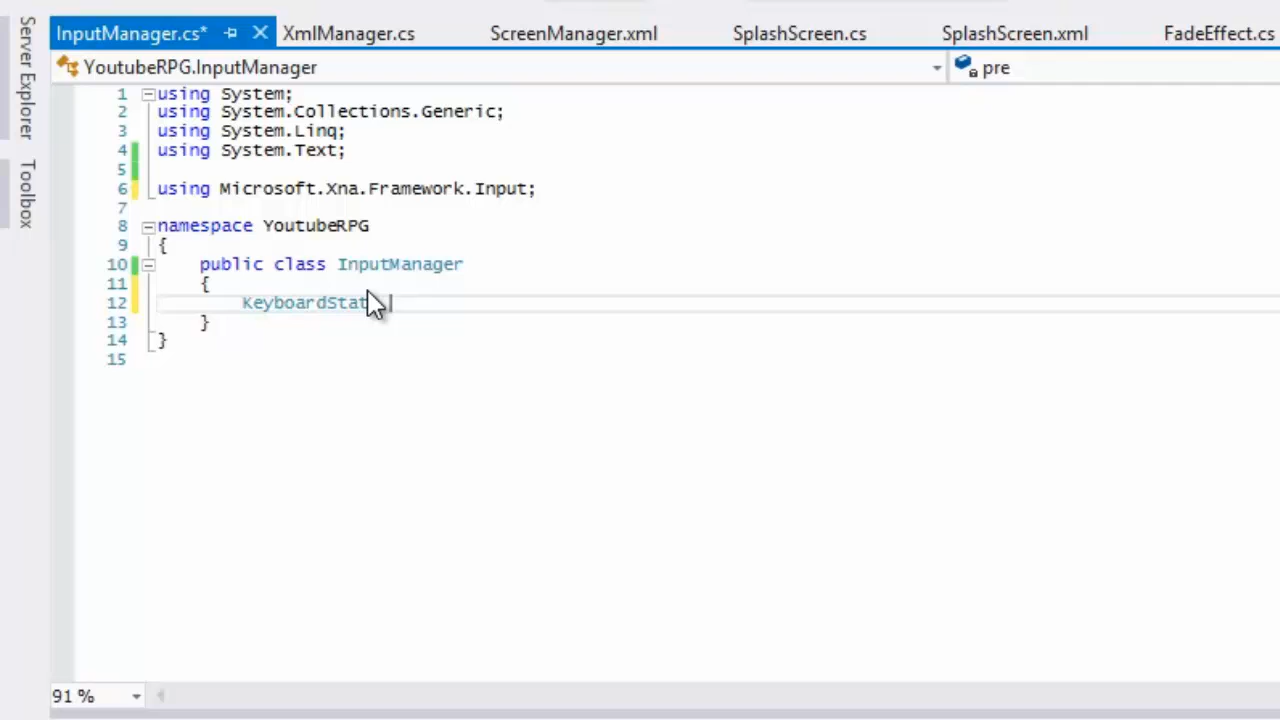 Server Explorer
Toolbox
InputManager.cs* XmlManager.cs ScreenManager.xml SplashScreen.cs SplashScreen.xml FadeEffect.cs
YoutubeRPG.InputManager pre
1 using System;
2 using System.Collections.Generic;
3 using System.Linq;
4 using System.Text;
5
6 using Microsoft.Xna.Framework.Input;
7
8 namespace YoutubeRPG
9 {
10 public class InputManager
11 {
12 KeyboardStat
13 }
14 }
15
91 %